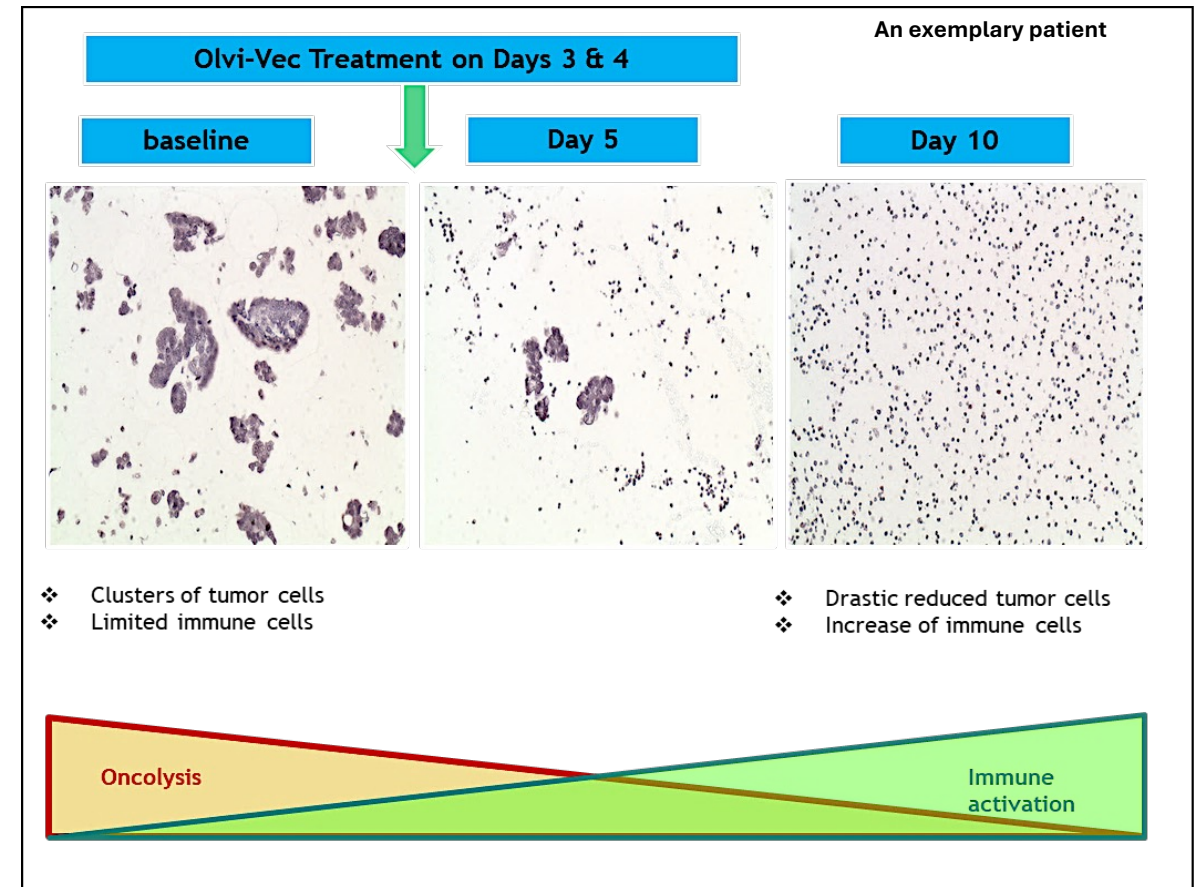 An exemplary patient
Olvi-Vec Treatment on Days 3 & 4
baseline
Day 5
Day 10
❖ Clusters of tumor cells
❖ Limited immune cells
❖ Drastic reduced tumor cells
❖ Increase of immune cells
Oncolysis
Immune
activation